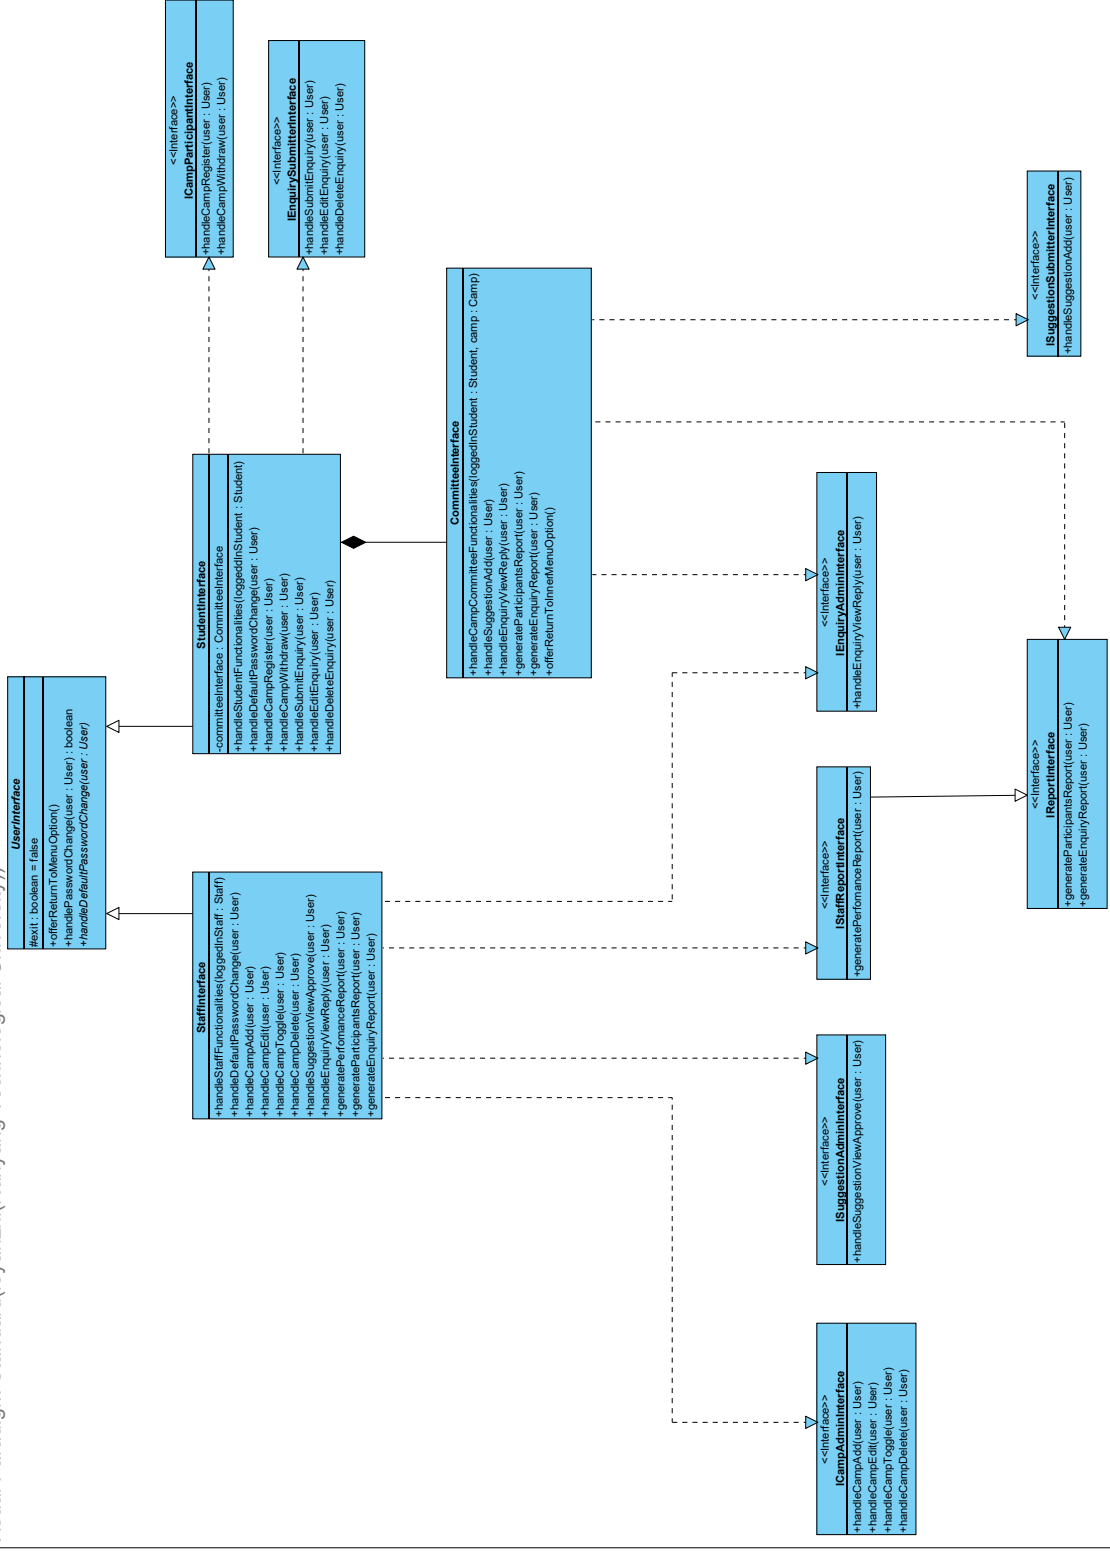 UserInterface
#exit : boolean = false
+offerReturnToMenuOption()
+handlePasswordChange(user : User) : boolean
+handleDefaultPasswordChange(user : User)
<<Interface>>
ICampParticipantInterface
+handleCampRegister(user : User)
+handleCampWithdraw(user : User)
<<Interface>>
IEnquirySubmitterInterface
+handleSubmitEnquiry(user : User)
+handleEditEnquiry(user : User)
+handleDeleteEnquiry(user : User)
StaffInterface
+handleStaffFunctionalities(loggedInStaff : Staff)
+handleDefaultPasswordChange(user : User)
+handleCampAdd(user : User)
+handleCampEdit(user : User)
+handleCampToggle(user : User)
+handleCampDelete(user : User)
+handleSuggestionViewApprove(user : User)
+handleEnquiryViewReply(user : User)
+generatePerfomanceReport(user : User)
+generateParticipantsReport(user : User)
+generateEnquiryReport(user : User)
StudentInterface
-committeeInterface : CommitteeInterface
+handleStudentFunctionalities(loggeddInStudent : Student)
+handleDefaultPasswordChange(user : User)
+handleCampRegister(user : User)
+handleCampWithdraw(user : User)
+handleSubmitEnquiry(user : User)
+handleEditEnquiry(user : User)
+handleDeleteEnquiry(user : User)
CommitteeInterface
+handleCampCommitteeFunctionalities(loggedInStudent : Student, camp : Camp)
+handleSuggestionAdd(user : User)
+handleEnquiryViewReply(user : User)
+generateParticipantsReport(user : User)
+generateEnquiryReport(user : User)
+offerReturnToInnerMenuOption()
<<Interface>>
ICampAdminInterface
+handleCampAdd(user : User)
+handleCampEdit(user : User)
+handleCampToggle(user : User)
+handleCampDelete(user : User)
<<Interface>>
ISuggestionAdminInterface
+handleSuggestionViewApprove(user : User)
<<Interface>>
IStaffReportInterface
+generatePerfomanceReport(user : User)
<<Interface>>
IEnquiryAdminInterface
+handleEnquiryViewReply(user : User)
<<Interface>>
IReportInterface
+generateParticipantsReport(user : User)
+generateEnquiryReport(user : User)
<<Interface>>
ISuggestionSubmitterInterface
+handleSuggestionAdd(user : User)